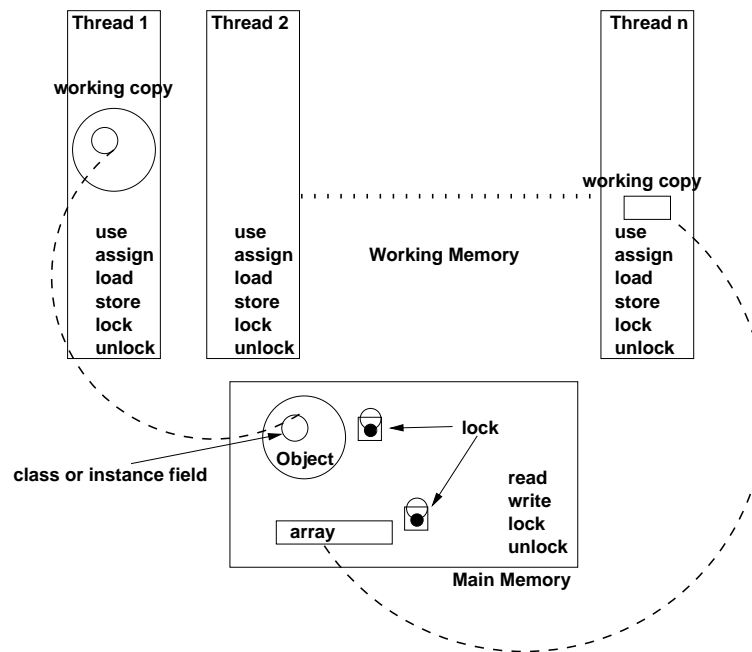 Thread 1
working copy
use
assign
load
store
lock
unlock
Thread 2
use
assign
load
store
lock
unlock
Working Memory
Thread n
working copy
use
assign
load
store
lock
unlock
Object
class or instance field
array
lock
read
write
lock
unlock
Main Memory